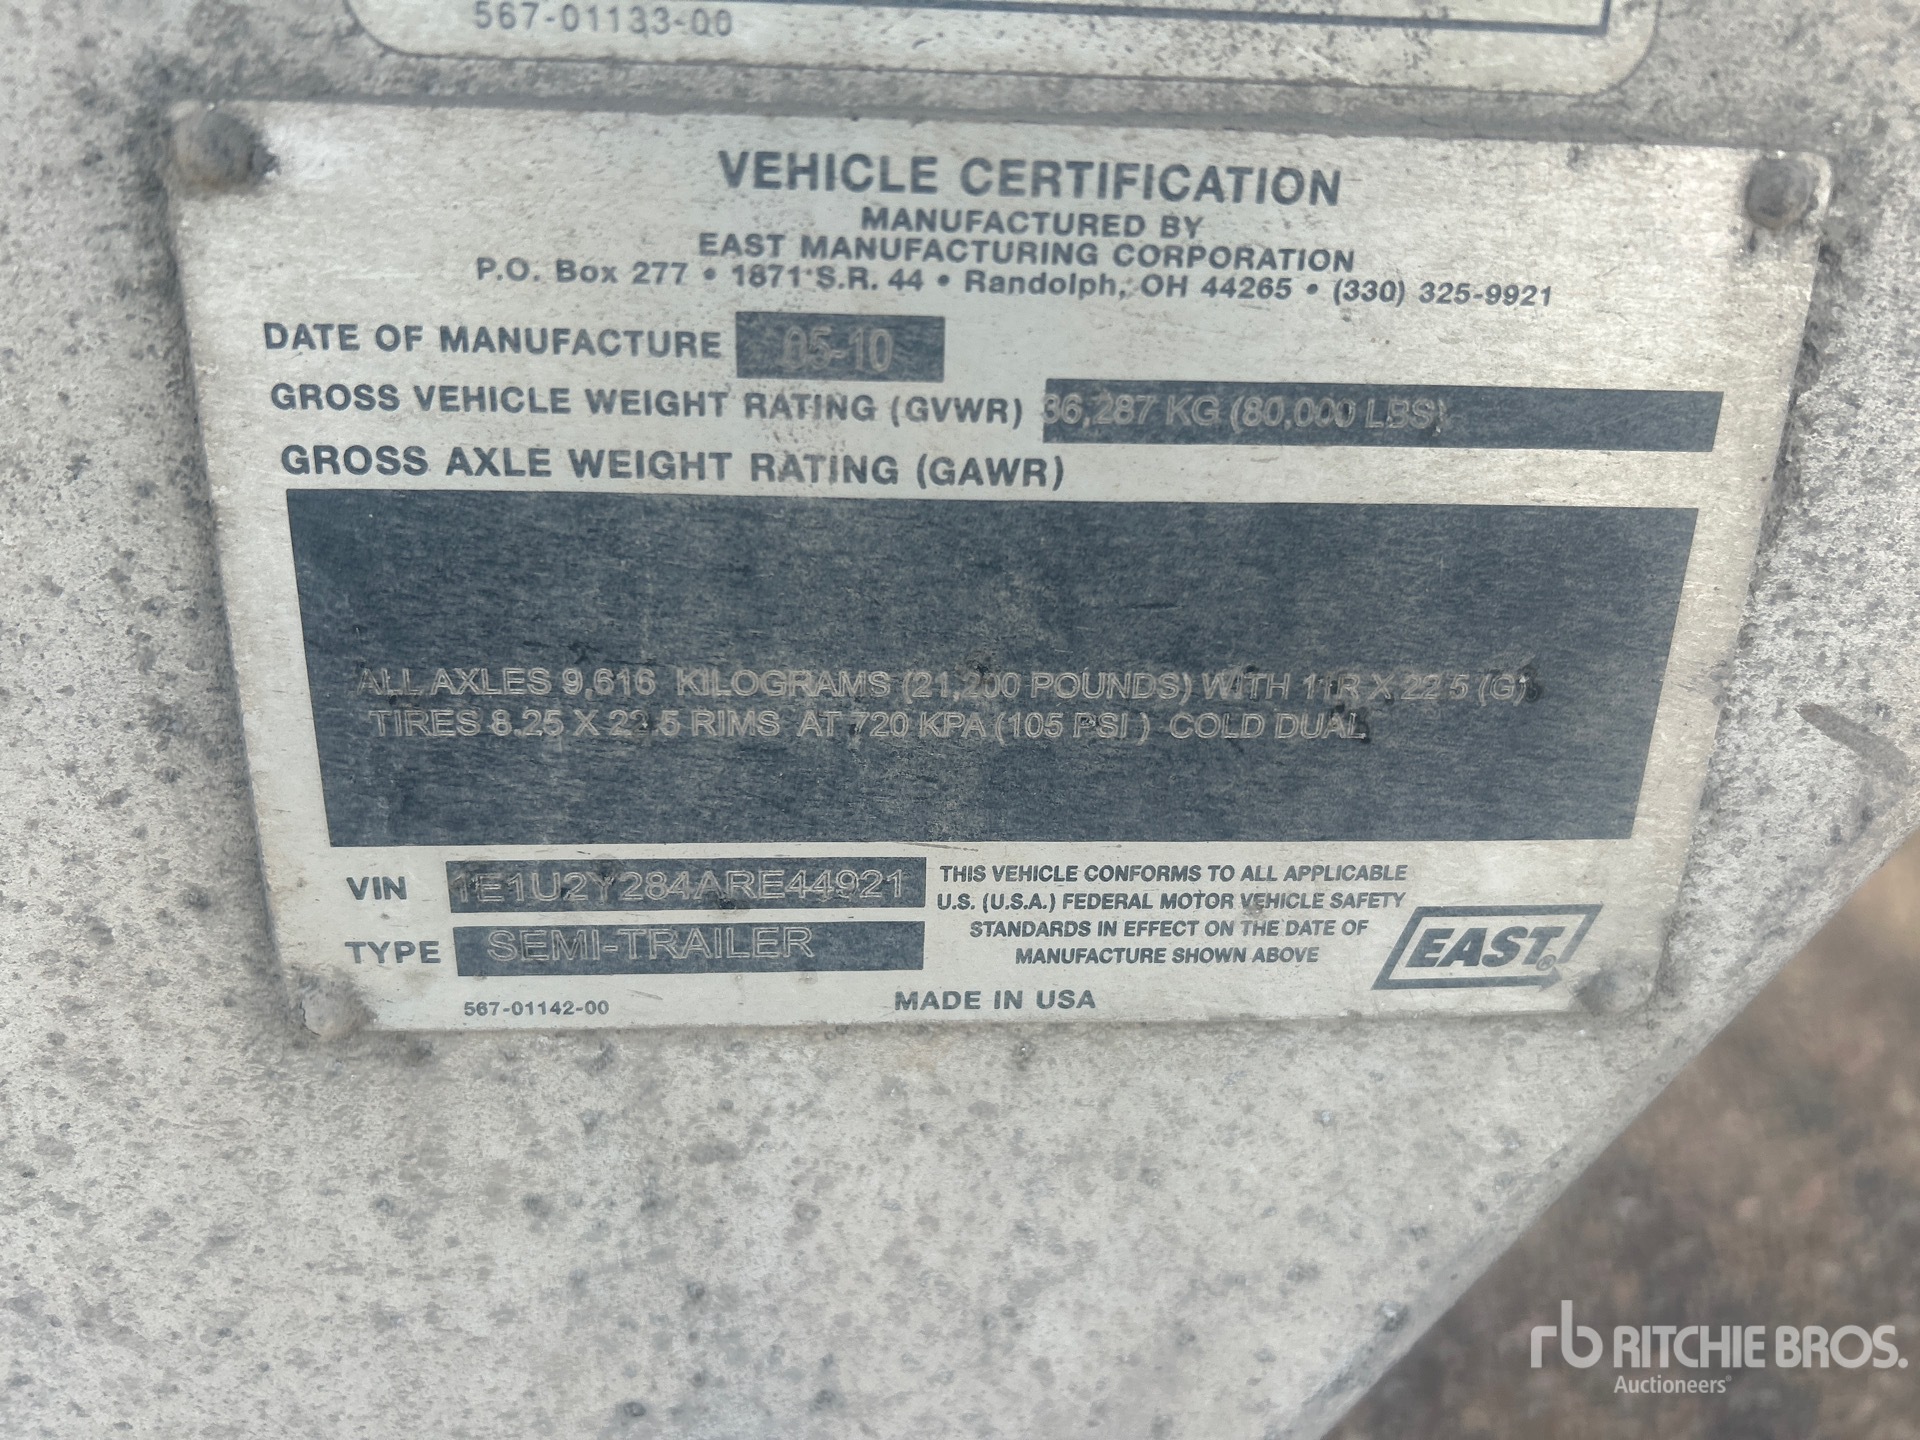 567-01133-00
VEHICLE CERTIFICATION
MANUFACTURED BY
EAST MANUFACTURING CORPORATION
P.O. Box 277 • 1871 S.R. 44 • Randolph, OH 44265 • (330) 325-9921
DATE OF MANUFACTURE 05-10
GROSS VEHICLE WEIGHT RATING (GVWR) 36,287 KG (80,000 LBS)
GROSS AXLE WEIGHT RATING (GAWR)
ALL AXLES 9,616 KILOGRAMS (21,200 POUNDS) WITH 11R X 22.5 (G)
TIRES 8.25 X 22.5 RIMS AT 720 KPA (105 PSI ) COLD DUAL
VIN 1E1U2Y284ARE44921
TYPE SEMI-TRAILER
THIS VEHICLE CONFORMS TO ALL APPLICABLE
U.S. (U.S.A.) FEDERAL MOTOR VEHICLE SAFETY
STANDARDS IN EFFECT ON THE DATE OF
MANUFACTURE SHOWN ABOVE
EAST®
567-01142-00
MADE IN USA
rb RITCHIE BROS.
Auctioneers